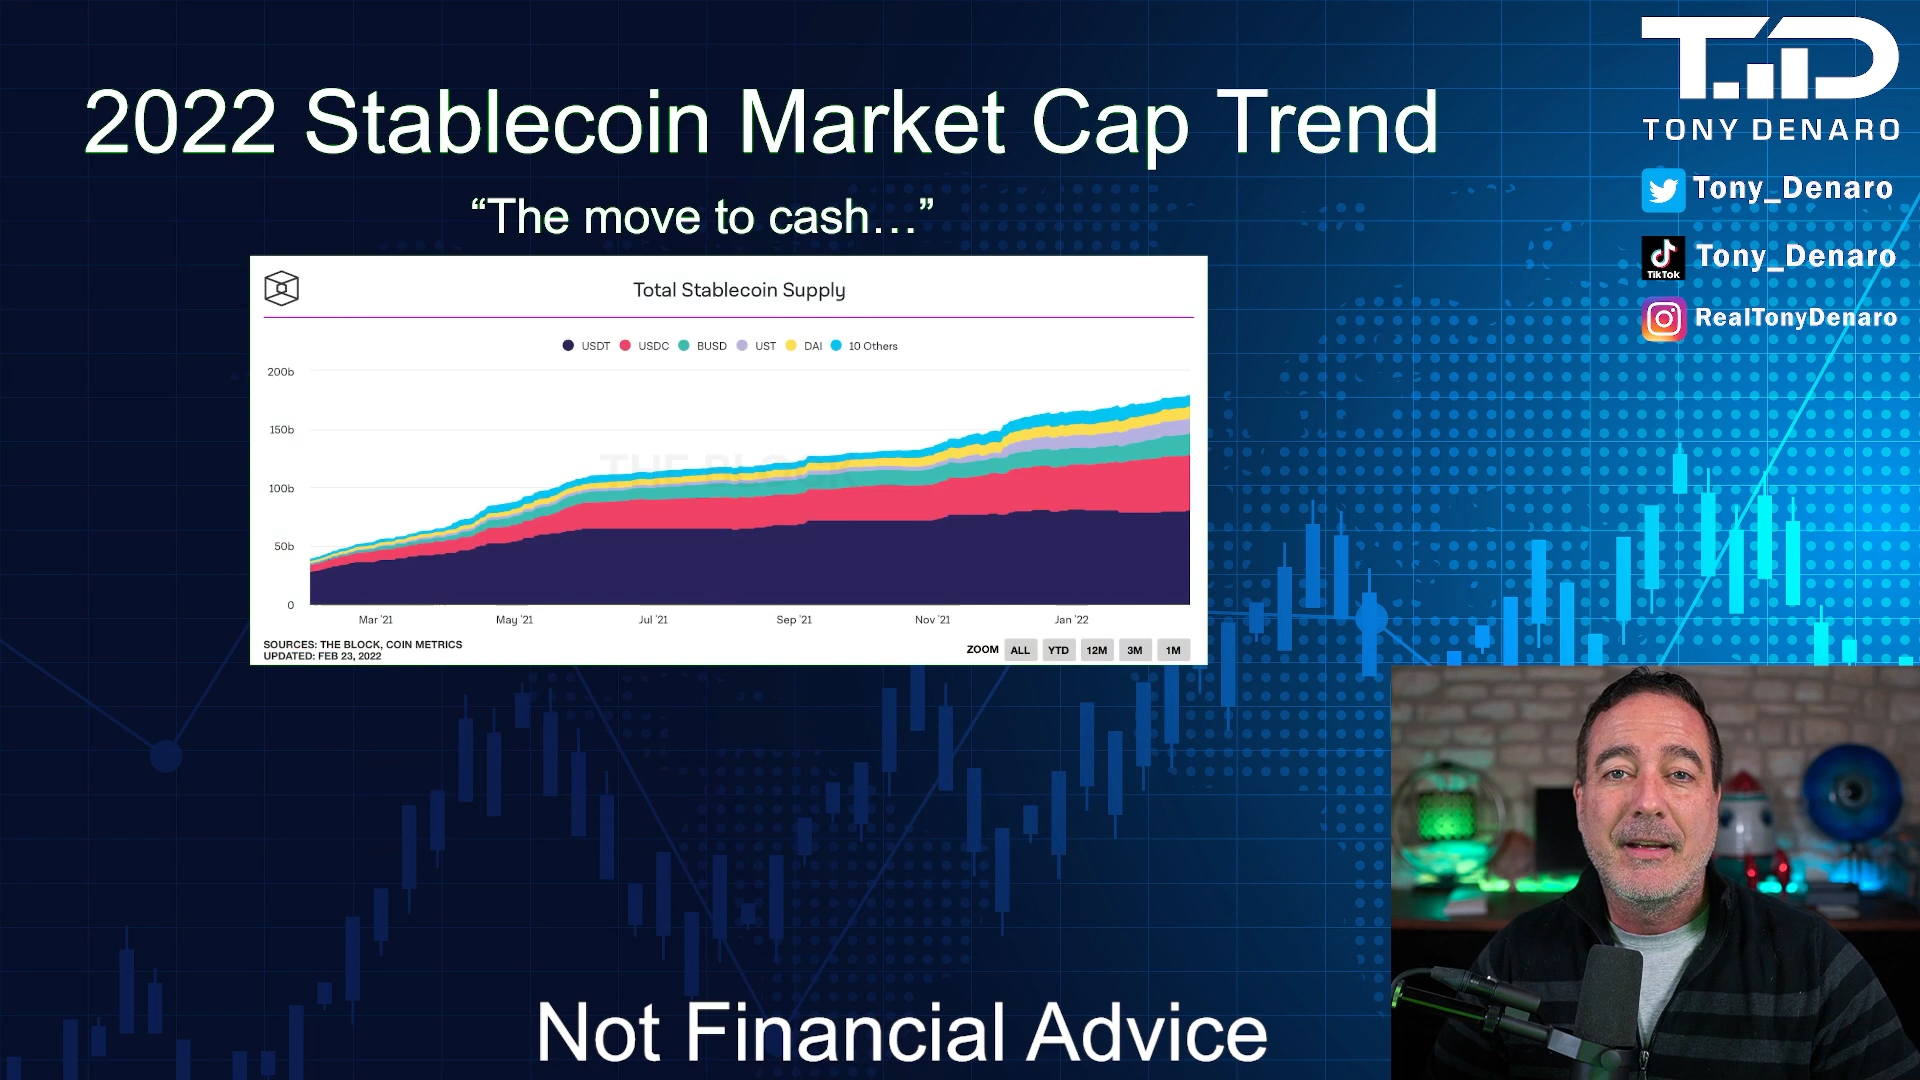 2022 Stablecoin Market Cap Trend
“The move to cash…”
Total Stablecoin Supply
USDT USDC BUSD UST DAI 10 Others
THE BLOCK
200b
150b
100b
50b
0
Mar '21 May '21 Jul '21 Sep '21 Nov '21 Jan '22
SOURCES: THE BLOCK, COIN METRICS
UPDATED: FEB 23, 2022
ZOOM ALL YTD 12M 3M 1M
TD
TONY DENARO
Tony_Denaro
TikTok
Tony_Denaro
RealTonyDenaro
Not Financial Advice